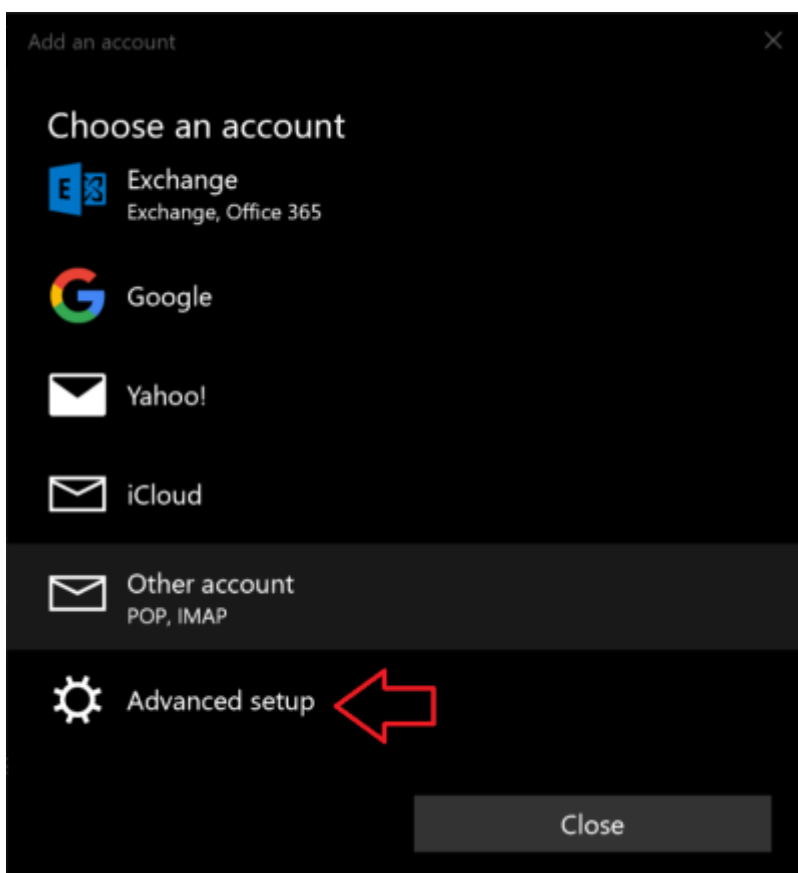 Add an account
Choose an account
Exchange
Exchange, Office 365
Google
Yahoo!
iCloud
Other account
POP, IMAP
Advanced setup
Close